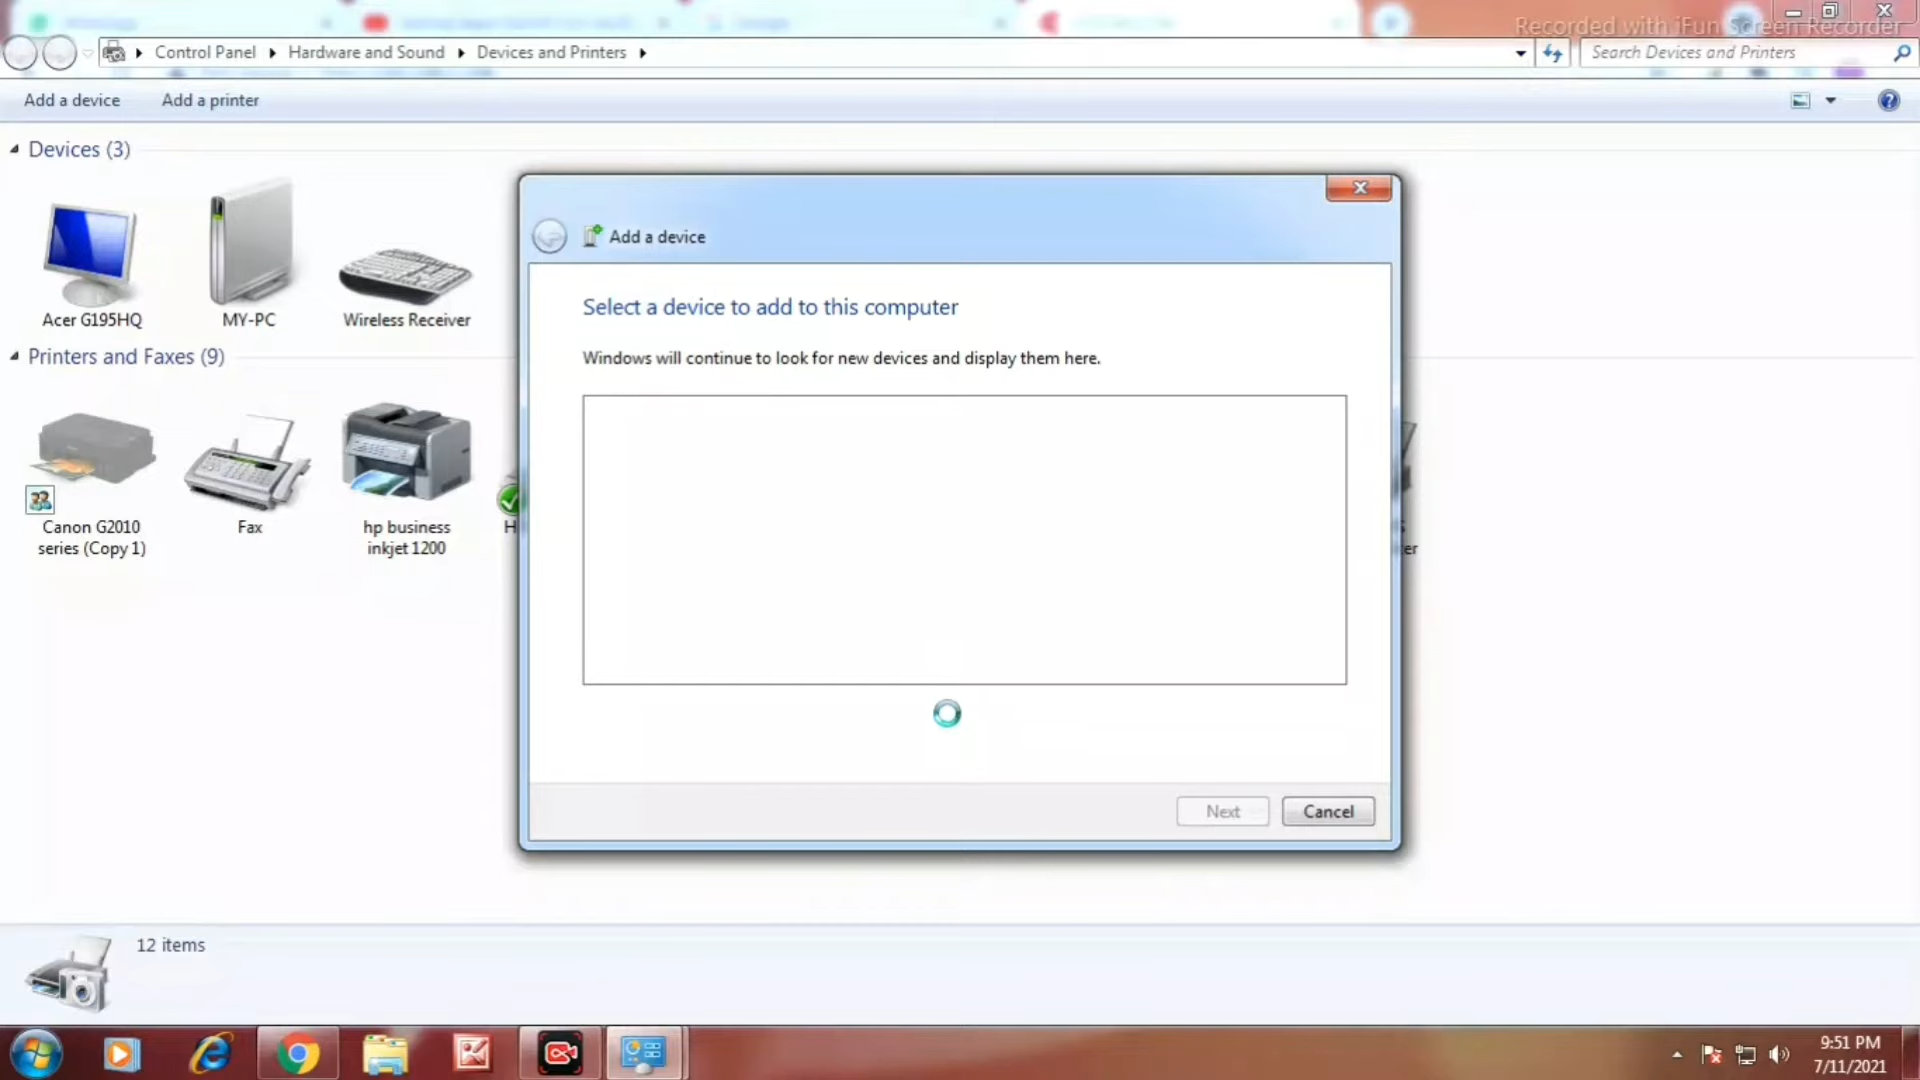 Recorded with iFun Screen Recorder
Control Panel Hardware and Sound Devices and Printers
Search Devices and Printers
Add a device Add a printer
Devices (3)
Acer G195HQ
MY-PC
Wireless Receiver
Printers and Faxes (9)
Canon G2010
series (Copy 1)
Fax
hp business
inkjet 1200
H
er
Add a device
Select a device to add to this computer
Windows will continue to look for new devices and display them here.
Next Cancel
12 items
9:51 PM
7/11/2021